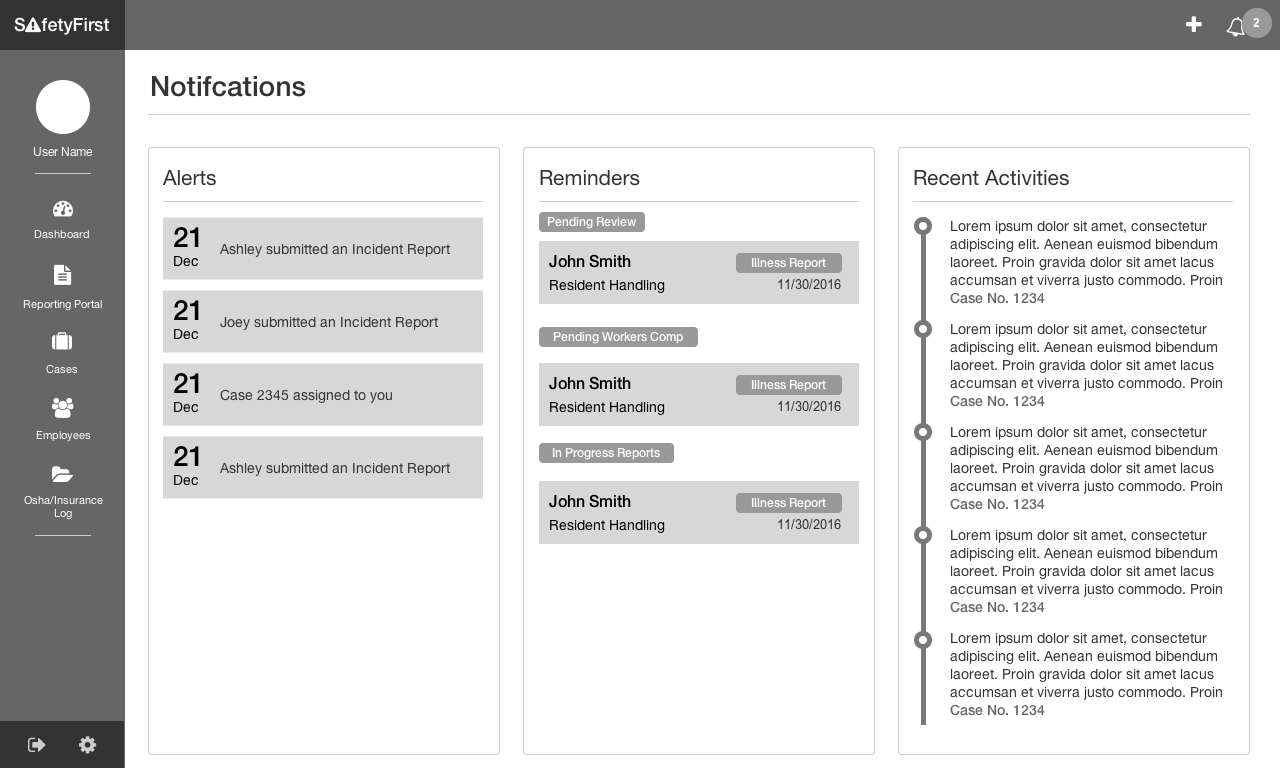 SafetyFirst
2
User Name
Dashboard
Reporting Portal
Cases
Employees
Osha/Insurance
Log
Notifcations
Alerts
21
Dec
Ashley submitted an Incident Report
21
Dec
Joey submitted an Incident Report
21
Dec
Case 2345 assigned to you
21
Dec
Ashley submitted an Incident Report
Reminders
Pending Review
John Smith
Illness Report
Resident Handling
11/30/2016
Pending Workers Comp
John Smith
Illness Report
Resident Handling
11/30/2016
In Progress Reports
John Smith
Illness Report
Resident Handling
11/30/2016
Recent Activities
Lorem ipsum dolor sit amet, consectetur
adipiscing elit. Aenean euismod bibendum
laoreet. Proin gravida dolor sit amet lacus
accumsan et viverra justo commodo. Proin
Case No. 1234
Lorem ipsum dolor sit amet, consectetur
adipiscing elit. Aenean euismod bibendum
laoreet. Proin gravida dolor sit amet lacus
accumsan et viverra justo commodo. Proin
Case No. 1234
Lorem ipsum dolor sit amet, consectetur
adipiscing elit. Aenean euismod bibendum
laoreet. Proin gravida dolor sit amet lacus
accumsan et viverra justo commodo. Proin
Case No. 1234
Lorem ipsum dolor sit amet, consectetur
adipiscing elit. Aenean euismod bibendum
laoreet. Proin gravida dolor sit amet lacus
accumsan et viverra justo commodo. Proin
Case No. 1234
Lorem ipsum dolor sit amet, consectetur
adipiscing elit. Aenean euismod bibendum
laoreet. Proin gravida dolor sit amet lacus
accumsan et viverra justo commodo. Proin
Case No. 1234